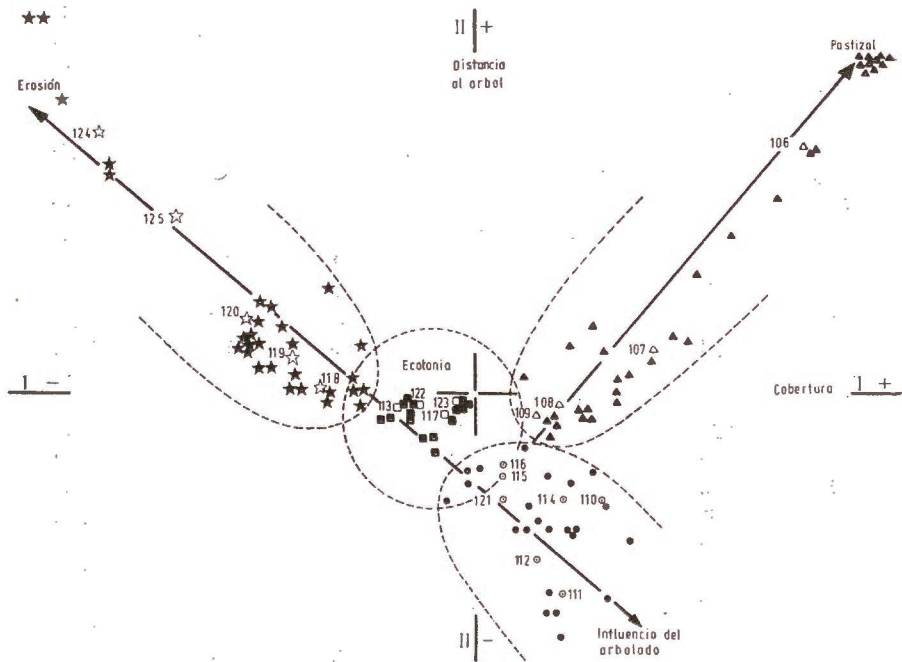 II +
Distancia
al arbol
Pastizal
Erosión
124
106
125
120
119
118
107
Ecotonia
I -
Cobertura
I +
122
113
123
117
108
109
116
115
121
114
110
112
111
II -
Influencia del
arbolado